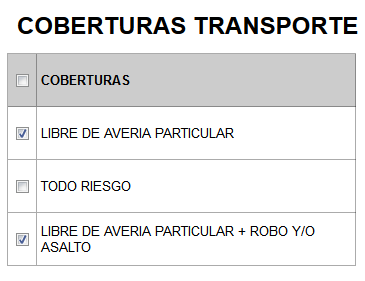 COBERTURAS TRANSPORTE
COBERTURAS
LIBRE DE AVERIA PARTICULAR
TODO RIESGO
LIBRE DE AVERIA PARTICULAR + ROBO Y/O
ASALTO